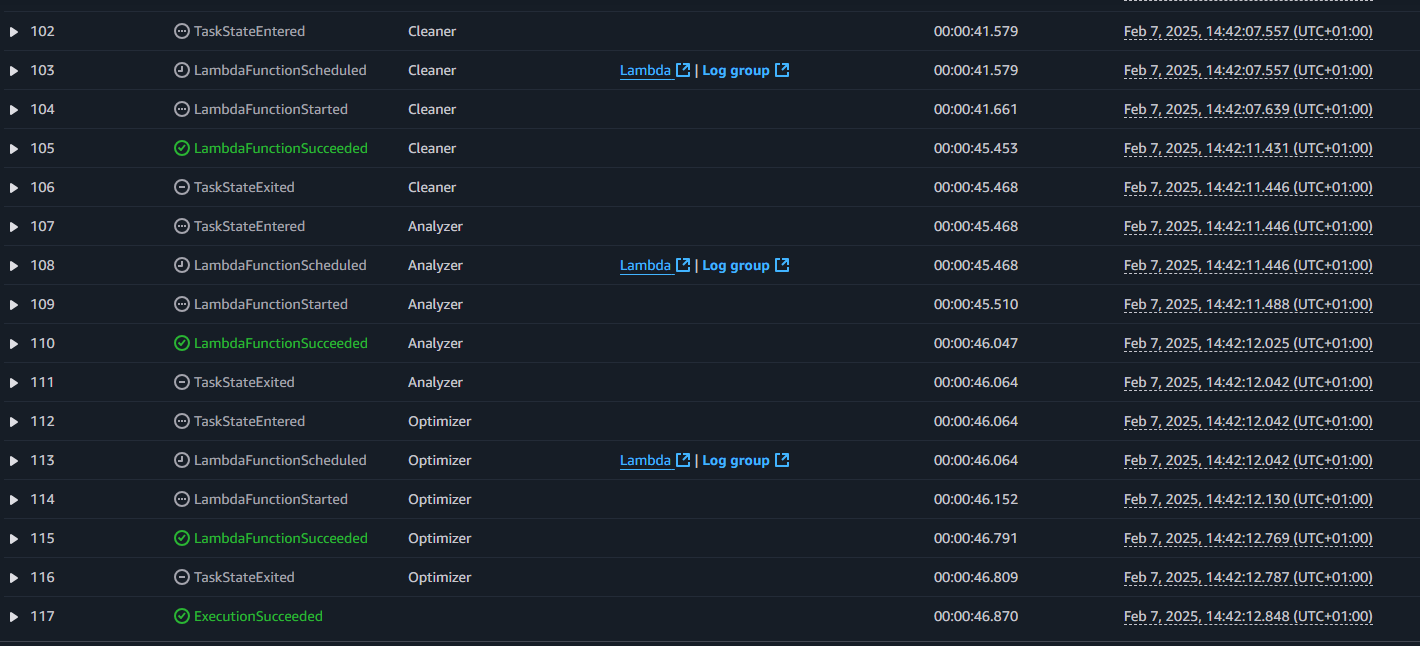 102 TaskStateEntered Cleaner 00:00:41.579 Feb 7, 2025, 14:42:07.557 (UTC+01:00)
103 LambdaFunctionScheduled Cleaner Lambda | Log group 00:00:41.579 Feb 7, 2025, 14:42:07.557 (UTC+01:00)
104 LambdaFunctionStarted Cleaner 00:00:41.661 Feb 7, 2025, 14:42:07.639 (UTC+01:00)
105 LambdaFunctionSucceeded Cleaner 00:00:45.453 Feb 7, 2025, 14:42:11.431 (UTC+01:00)
106 TaskStateExited Cleaner 00:00:45.468 Feb 7, 2025, 14:42:11.446 (UTC+01:00)
107 TaskStateEntered Analyzer 00:00:45.468 Feb 7, 2025, 14:42:11.446 (UTC+01:00)
108 LambdaFunctionScheduled Analyzer Lambda | Log group 00:00:45.468 Feb 7, 2025, 14:42:11.446 (UTC+01:00)
109 LambdaFunctionStarted Analyzer 00:00:45.510 Feb 7, 2025, 14:42:11.488 (UTC+01:00)
110 LambdaFunctionSucceeded Analyzer 00:00:46.047 Feb 7, 2025, 14:42:12.025 (UTC+01:00)
111 TaskStateExited Analyzer 00:00:46.064 Feb 7, 2025, 14:42:12.042 (UTC+01:00)
112 TaskStateEntered Optimizer 00:00:46.064 Feb 7, 2025, 14:42:12.042 (UTC+01:00)
113 LambdaFunctionScheduled Optimizer Lambda | Log group 00:00:46.064 Feb 7, 2025, 14:42:12.042 (UTC+01:00)
114 LambdaFunctionStarted Optimizer 00:00:46.152 Feb 7, 2025, 14:42:12.130 (UTC+01:00)
115 LambdaFunctionSucceeded Optimizer 00:00:46.791 Feb 7, 2025, 14:42:12.769 (UTC+01:00)
116 TaskStateExited Optimizer 00:00:46.809 Feb 7, 2025, 14:42:12.787 (UTC+01:00)
117 ExecutionSucceeded 00:00:46.870 Feb 7, 2025, 14:42:12.848 (UTC+01:00)